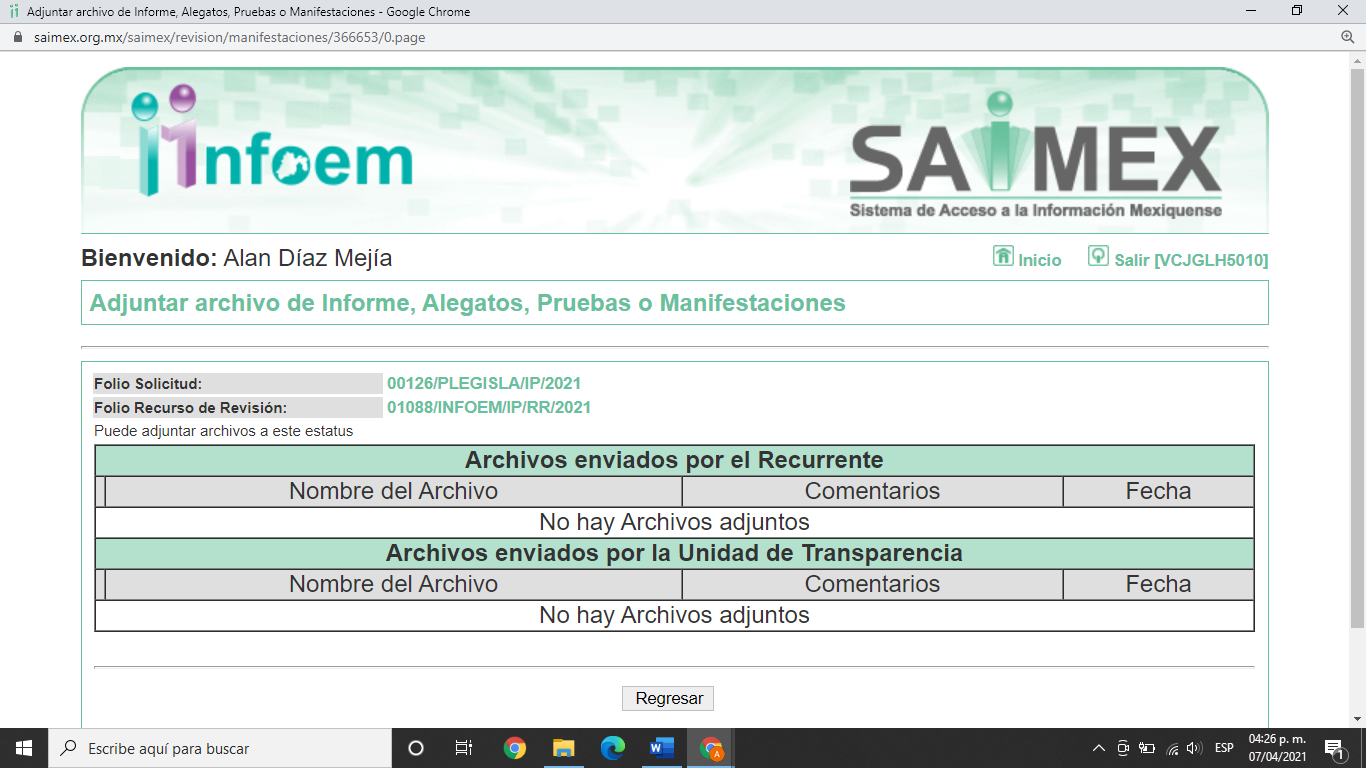 Adjuntar archivo de Informe, Alegatos, Pruebas o Manifestaciones - Google Chrome
saimex.org.mx/saimex/revision/manifestaciones/366653/0.page
infoem
SAIMEX
Sistema de Acceso a la Información Mexiquense
Bienvenido: Alan Díaz Mejía
Inicio
Salir [VCJGLH5010]
Adjuntar archivo de Informe, Alegatos, Pruebas o Manifestaciones
Folio Solicitud: 00126/PLEGISLA/IP/2021
Folio Recurso de Revisión: 01088/INFOEM/IP/RR/2021
Puede adjuntar archivos a este estatus
Archivos enviados por el Recurrente
Nombre del Archivo Comentarios Fecha
No hay Archivos adjuntos
Archivos enviados por la Unidad de Transparencia
Nombre del Archivo Comentarios Fecha
No hay Archivos adjuntos
Regresar
Escribe aquí para buscar
ESP
04:26 p. m.
07/04/2021
1